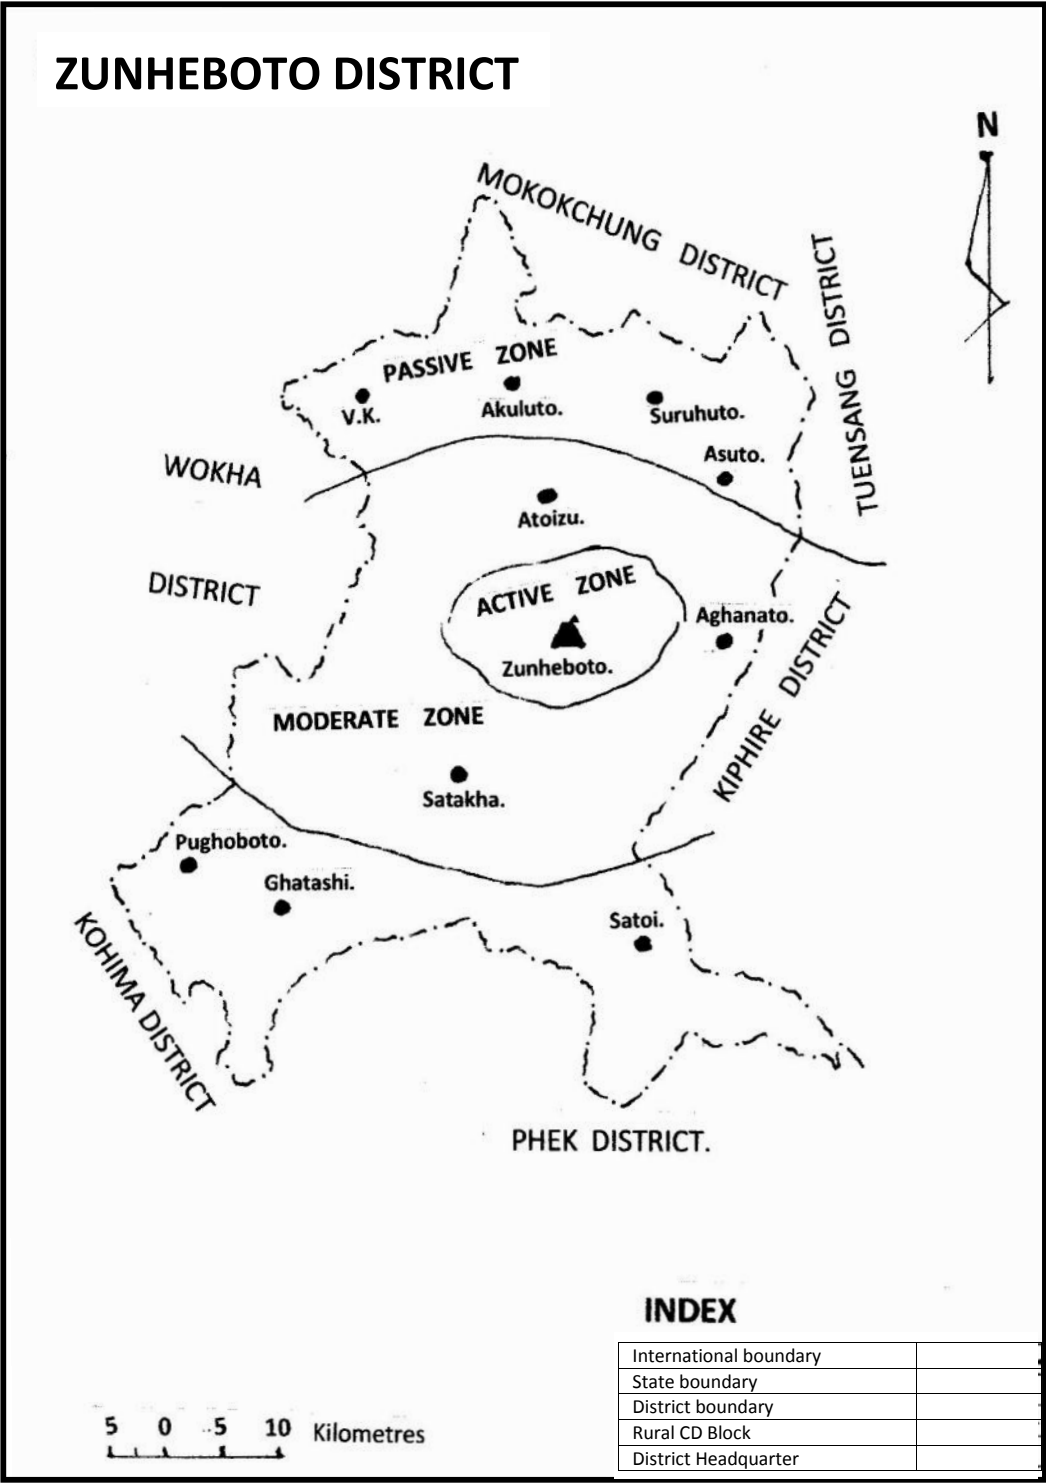 ZUNHEBOTO DISTRICT
N
MOKOKCHUNG DISTRICT
TUENSANG DISTRICT
PASSIVE ZONE
V.K.
Akuluto.
Suruhuto.
Asuto.
WOKHA
DISTRICT
Atoizu.
ACTIVE ZONE
Zunheboto.
Aghanato.
KIPHIRE DISTRICT
MODERATE ZONE
Satakha.
Pughoboto.
Ghatashi.
Satoi.
KOHIMA DISTRICT
PHEK DISTRICT.
INDEX
International boundary
State boundary
District boundary
Rural CD Block
District Headquarter
5 0 5 10 Kilometres